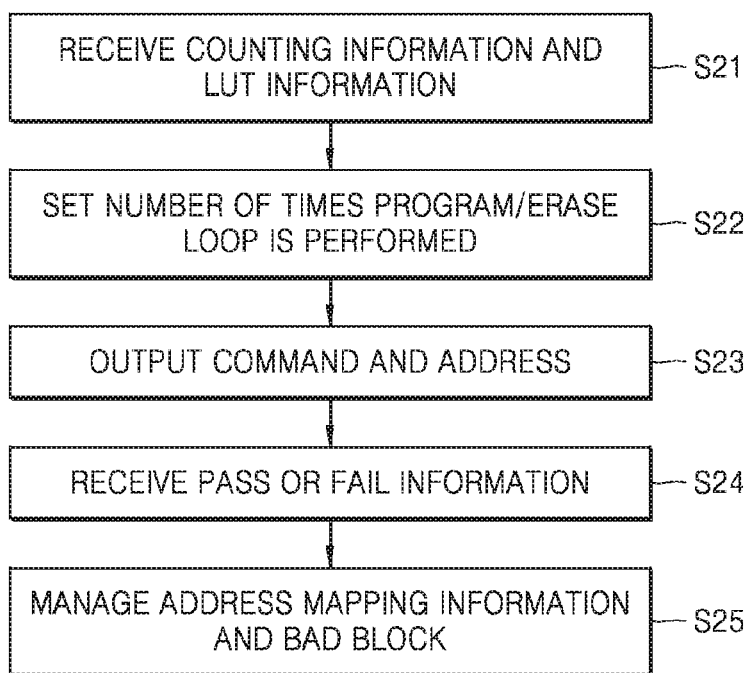 RECEIVE COUNTING INFORMATION AND
LUT INFORMATION
S21
SET NUMBER OF TIMES PROGRAM/ERASE
LOOP IS PERFORMED
S22
OUTPUT COMMAND AND ADDRESS
S23
RECEIVE PASS OR FAIL INFORMATION
S24
MANAGE ADDRESS MAPPING INFORMATION
AND BAD BLOCK
S25